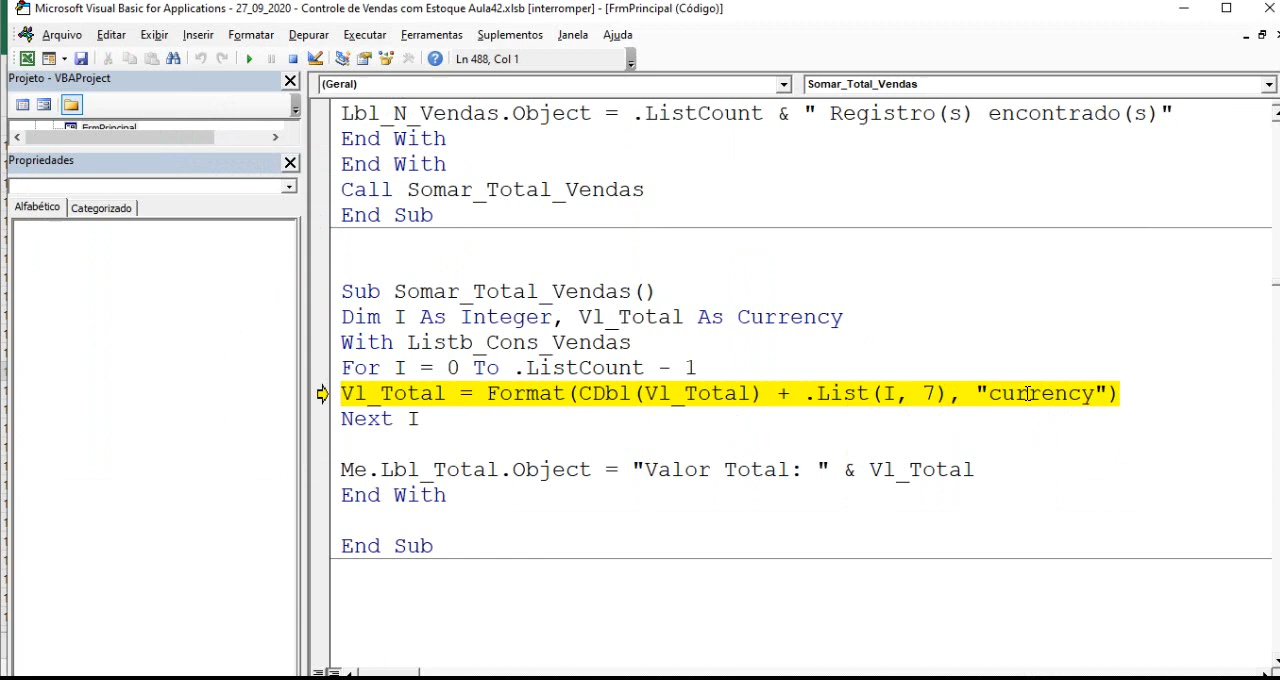 Microsoft Visual Basic for Applications - 27_09_2020 - Controle de Vendas com Estoque Aula42.xlsb [interromper] - [FrmPrincipal (Código)]
Arquivo Editar Exibir Inserir Formatar Depurar Executar Ferramentas Suplementos Janela Ajuda
Ln 488, Col 1
Projeto - VBAProject
FrmPrincipal
Propriedades
Alfabético Categorizado
(Geral) Somar_Total_Vendas
Lbl_N_Vendas.Object = .ListCount & " Registro(s) encontrado(s)"
End With
End With
Call Somar_Total_Vendas
End Sub
Sub Somar_Total_Vendas()
Dim I As Integer, Vl_Total As Currency
With Listb_Cons_Vendas
For I = 0 To .ListCount - 1
Vl_Total = Format(CDbl(Vl_Total) + .List(I, 7), "currency")
Next I
Me.Lbl_Total.Object = "Valor Total: " & Vl_Total
End With
End Sub